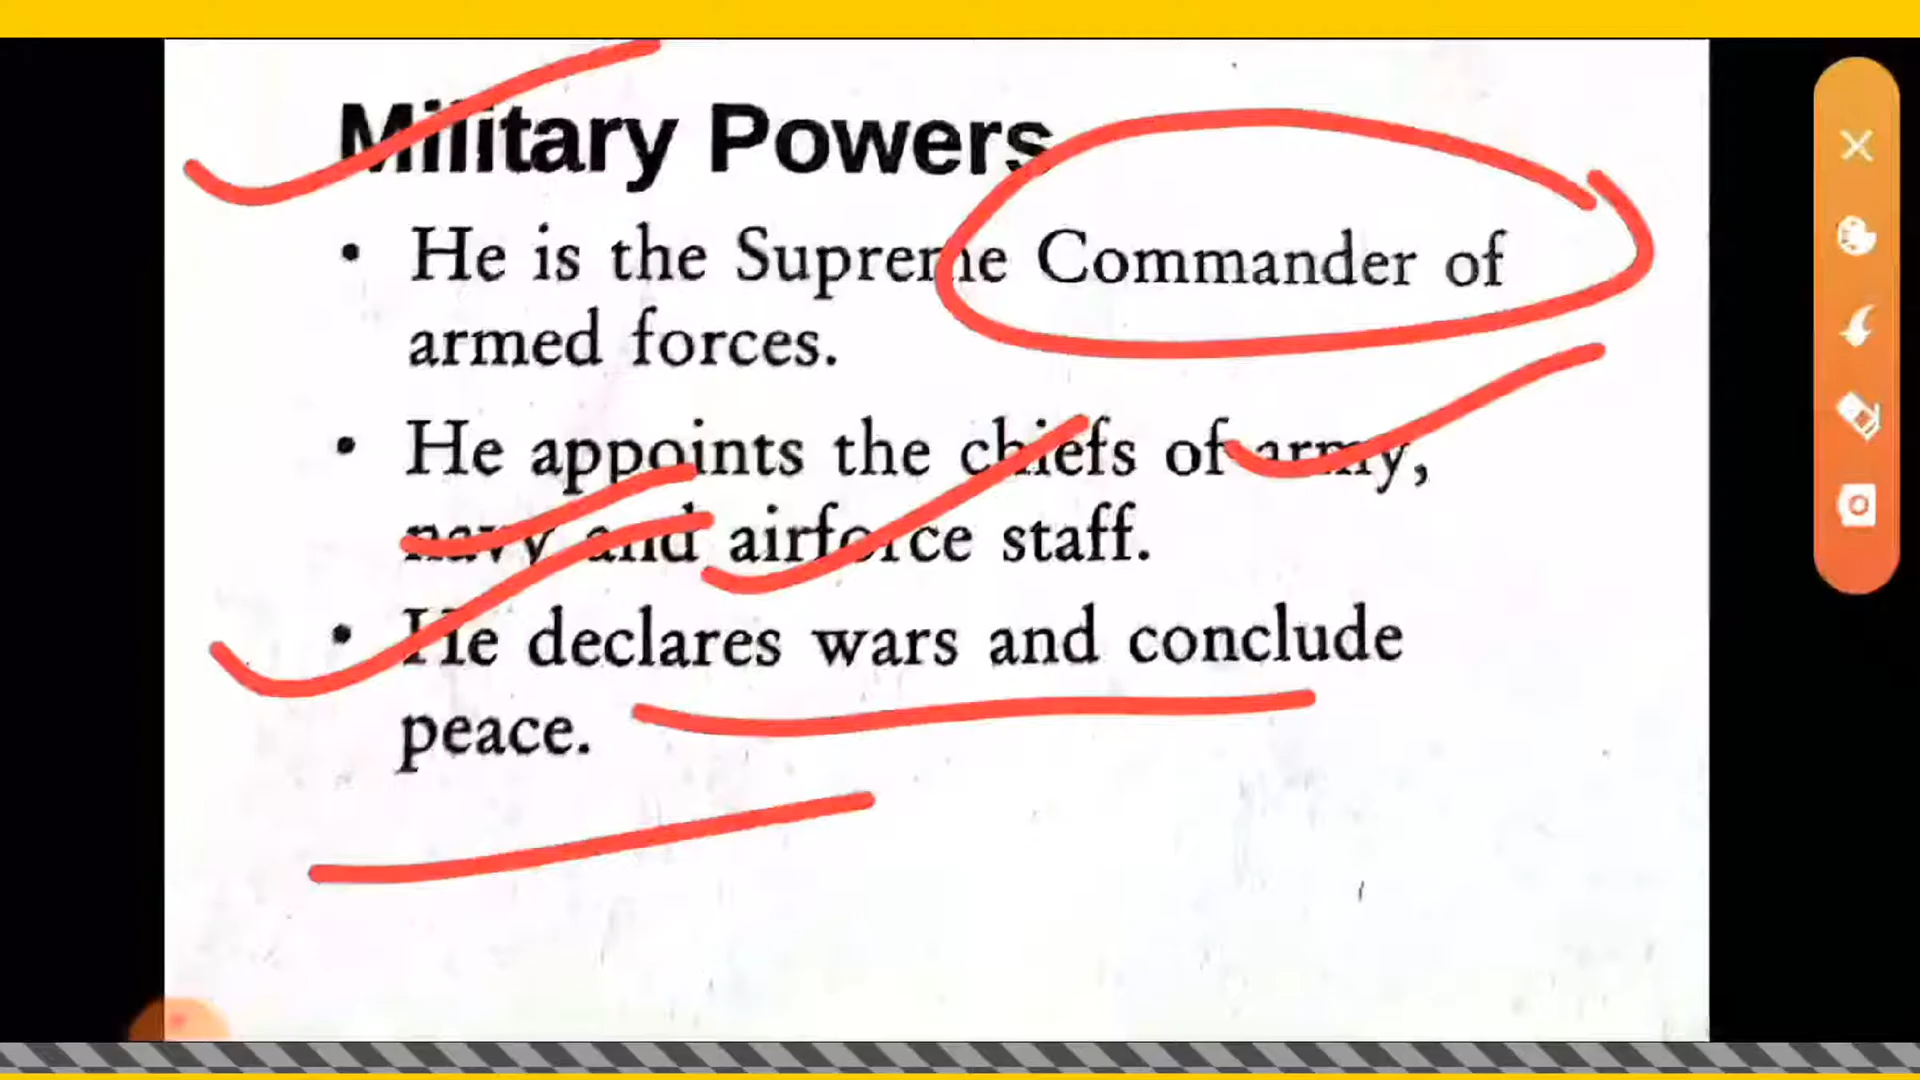 Military Powers
• He is the Supreme Commander of
armed forces.
• He appoints the chiefs of army,
navy and airforce staff.
• He declares wars and conclude
peace.